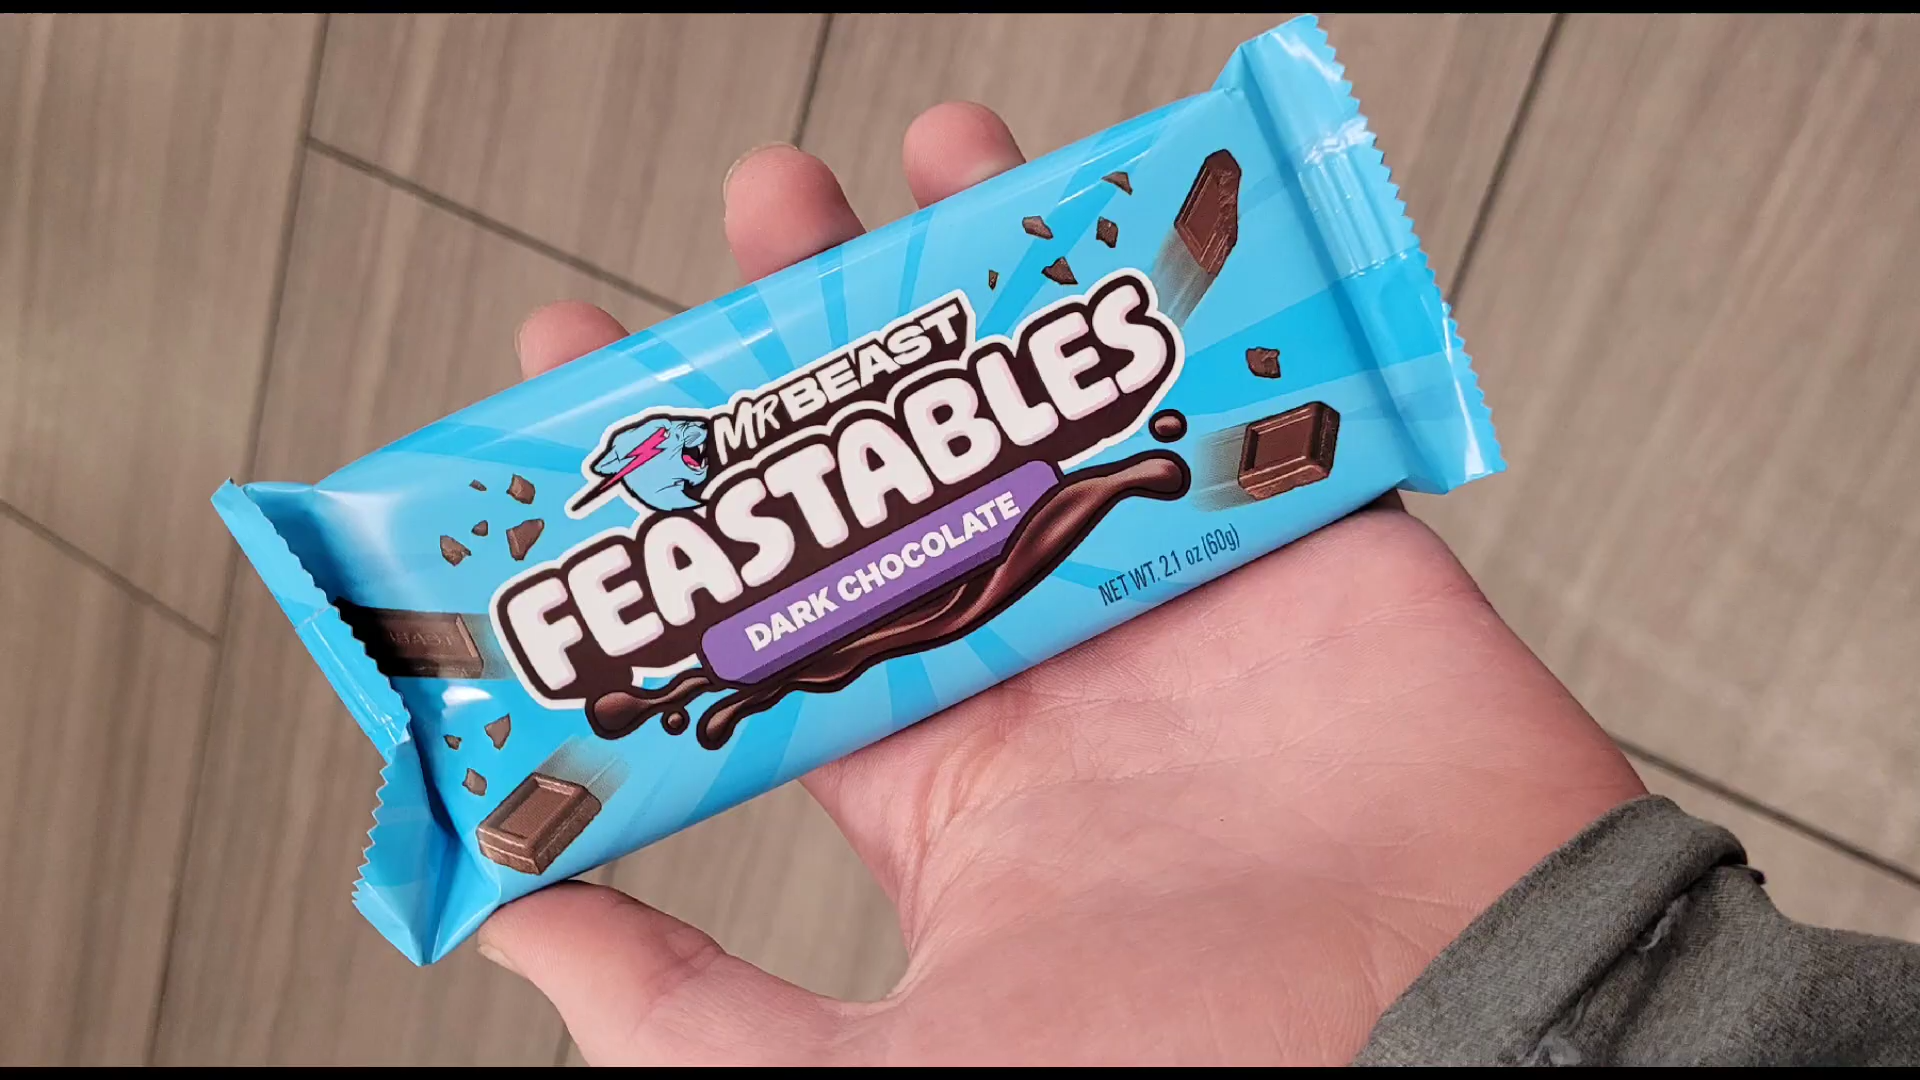 MRBEAST
FEASTABLES
DARK CHOCOLATE
NET WT. 2.1 oz (60g)